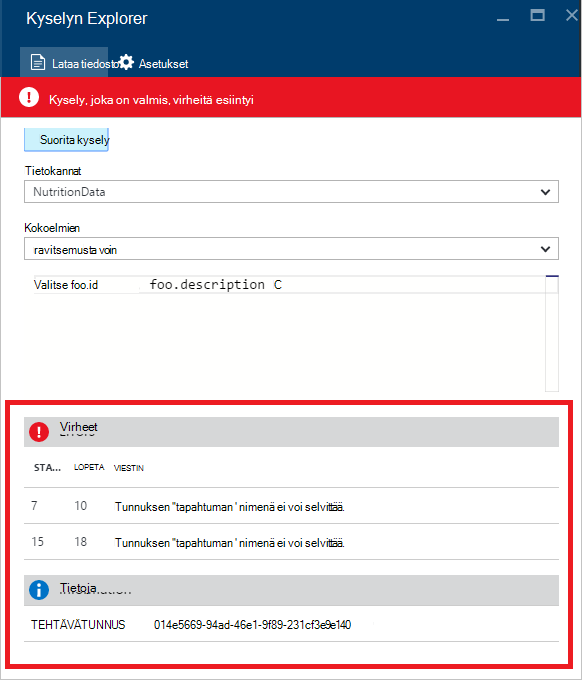 Kyselyn Explorer
Lataa tiedosto Asetukset
Kysely, joka on valmis, virheitä esiintyi
Suorita kysely
Tietokannat
NutritionData
Kokoelmien
ravitsemusta voin
Valitse foo.id foo.description C
Virheet
STA... LOPETA VIESTIN
7 10 Tunnuksen "tapahtuman ' nimenä ei voi selvittää.
15 18 Tunnuksen "tapahtuman ' nimenä ei voi selvittää.
Tietoja
TEHTÄVÄTUNNUS 014e5669-94ad-46e1-9f89-231cf3e9e140